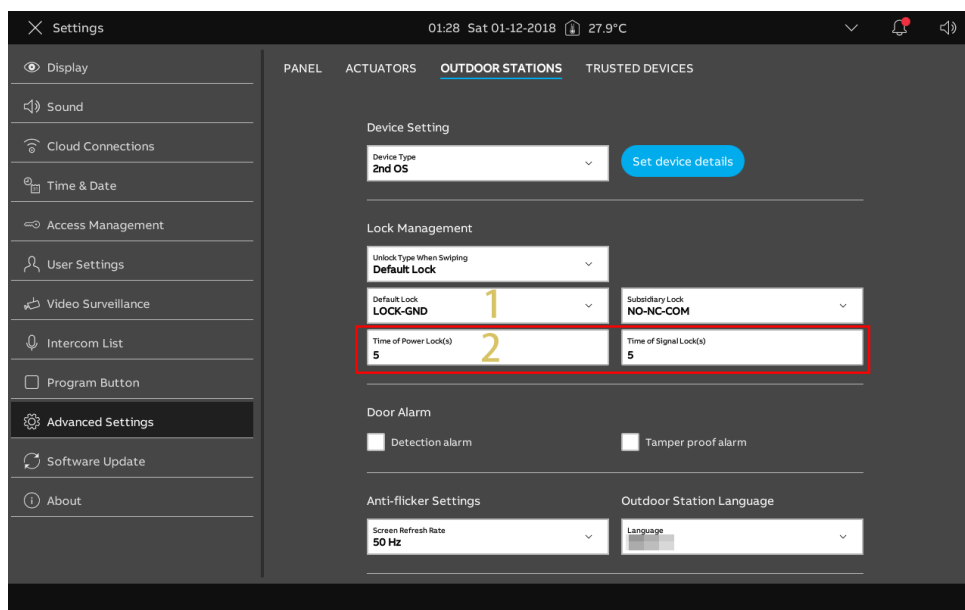 Settings
01:28 Sat 01-12-2018 27.9°C
Display
Sound
Cloud Connections
Time & Date
Access Management
User Settings
Video Surveillance
Intercom List
Program Button
Advanced Settings
Software Update
About
PANEL ACTUATORS OUTDOOR STATIONS TRUSTED DEVICES
Device Setting
Device Type
2nd OS
Set device details
Lock Management
Unlock Type When Swiping
Default Lock
Default Lock
LOCK-GND
1
Subsidiary Lock
NO-NC-COM
Time of Power Lock(s)
5
2
Time of Signal Lock(s)
5
Door Alarm
Detection alarm
Tamper proof alarm
Anti-flicker Settings
Screen Refresh Rate
50 Hz
Outdoor Station Language
Language